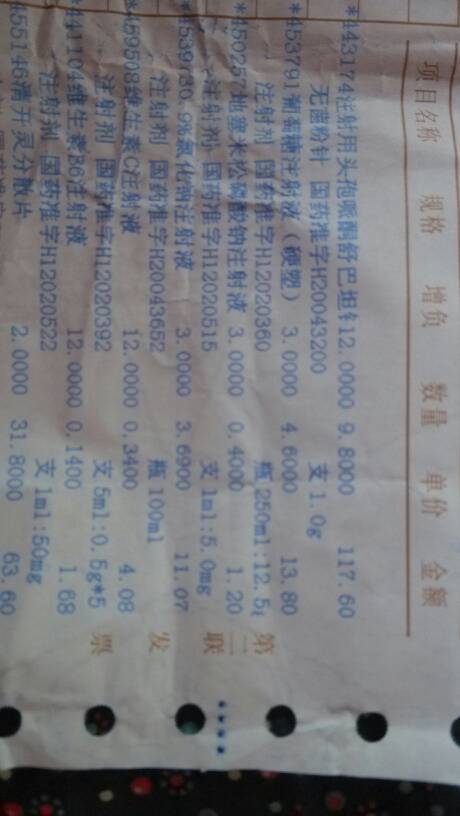 项目名称 规格 增负 数量 单价 金额
*443174注射用头孢哌酮舒巴坦钠12.0000 9.8000 117.60
无菌粉针 国药准字H20043200 支 1.0g
*453791葡萄糖注射液(硬塑) 3.0000 4.6000 13.80
注射剂 国药准字H12020360 瓶 250ml:12.5g
*450257地塞米松磷酸钠注射液 3.0000 0.4000 1.20
注射剂 国药准字H12020515 支 1ml:5.0mg
0.9%氯化钠注射液 3.0000 3.6900 11.07
注射剂 国药准字H20043652 瓶 100ml
*459508维生素C注射液 12.0000 0.3400 4.08
注射剂 国药准字H12020392 支 5ml:0.5g*5
*441104维生素B6注射液 12.0000 0.1400 1.68
注射剂 国药准字H12020522 支 1ml:50mg
455146清开灵分散片 2.0000 31.8000 63.60
第二联 发票